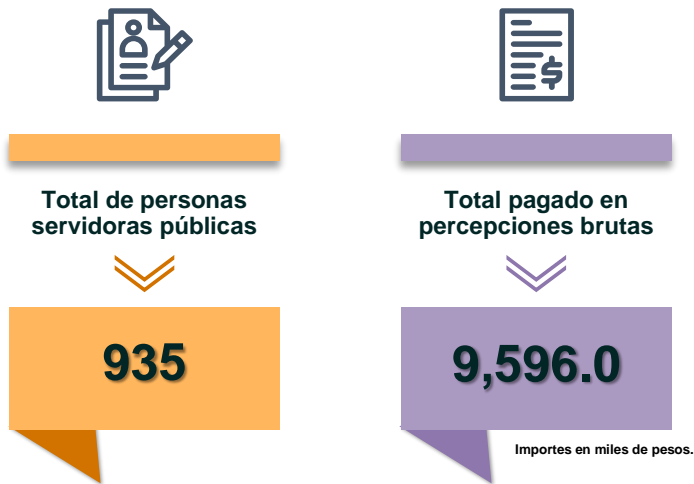 Total de personas
servidoras públicas
935
Total pagado en
percepciones brutas
9,596.0
Importes en miles de pesos.